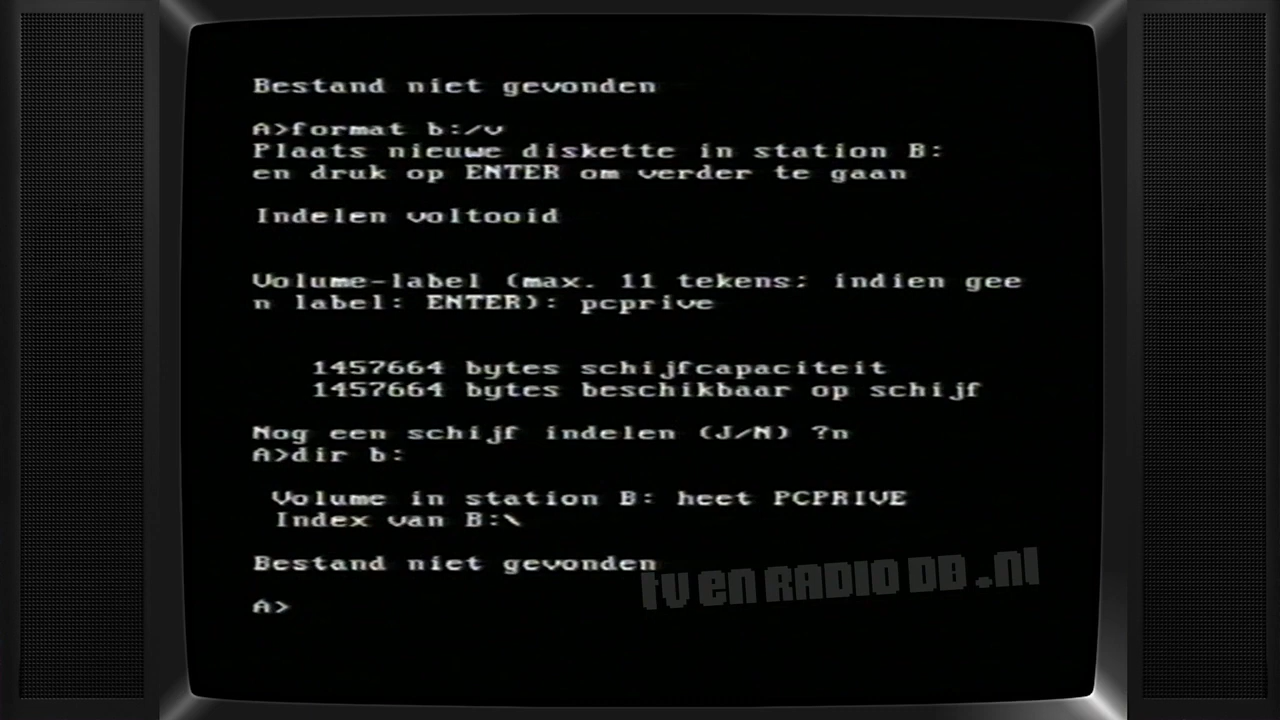 Bestand niet gevonden
A>format b:/v
Plaats nieuwe diskette in station B:
en druk op ENTER om verder te gaan
Indelen voltooid
Volume-label (max. 11 tekens; indien gee
n label: ENTER): pcprive
1457664 bytes schijfcapaciteit
1457664 bytes beschikbaar op schijf
Nog een schijf indelen (J/N) ?n
A>dir b:
Volume in station B: heet PCPRIVE
Index van B:\
Bestand niet gevonden
tv en RADIO DB .nl
A>